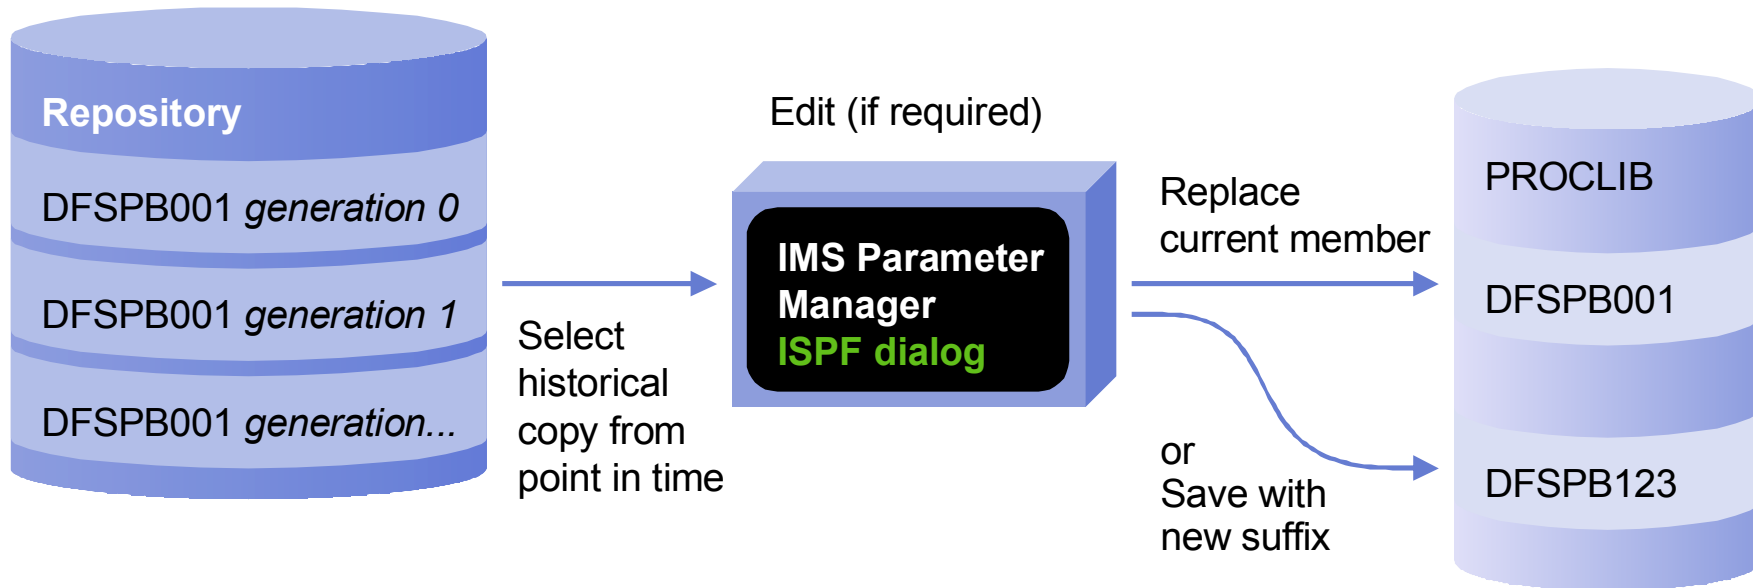 Repository
DFSPB001 generation 0
DFSPB001 generation 1
DFSPB001 generation...
Select
historical
copy from
point in time
Edit (if required)
IMS Parameter
Manager
ISPF dialog
Replace
current member
or
Save with
new suffix
PROCLIB
DFSPB001
DFSPB123